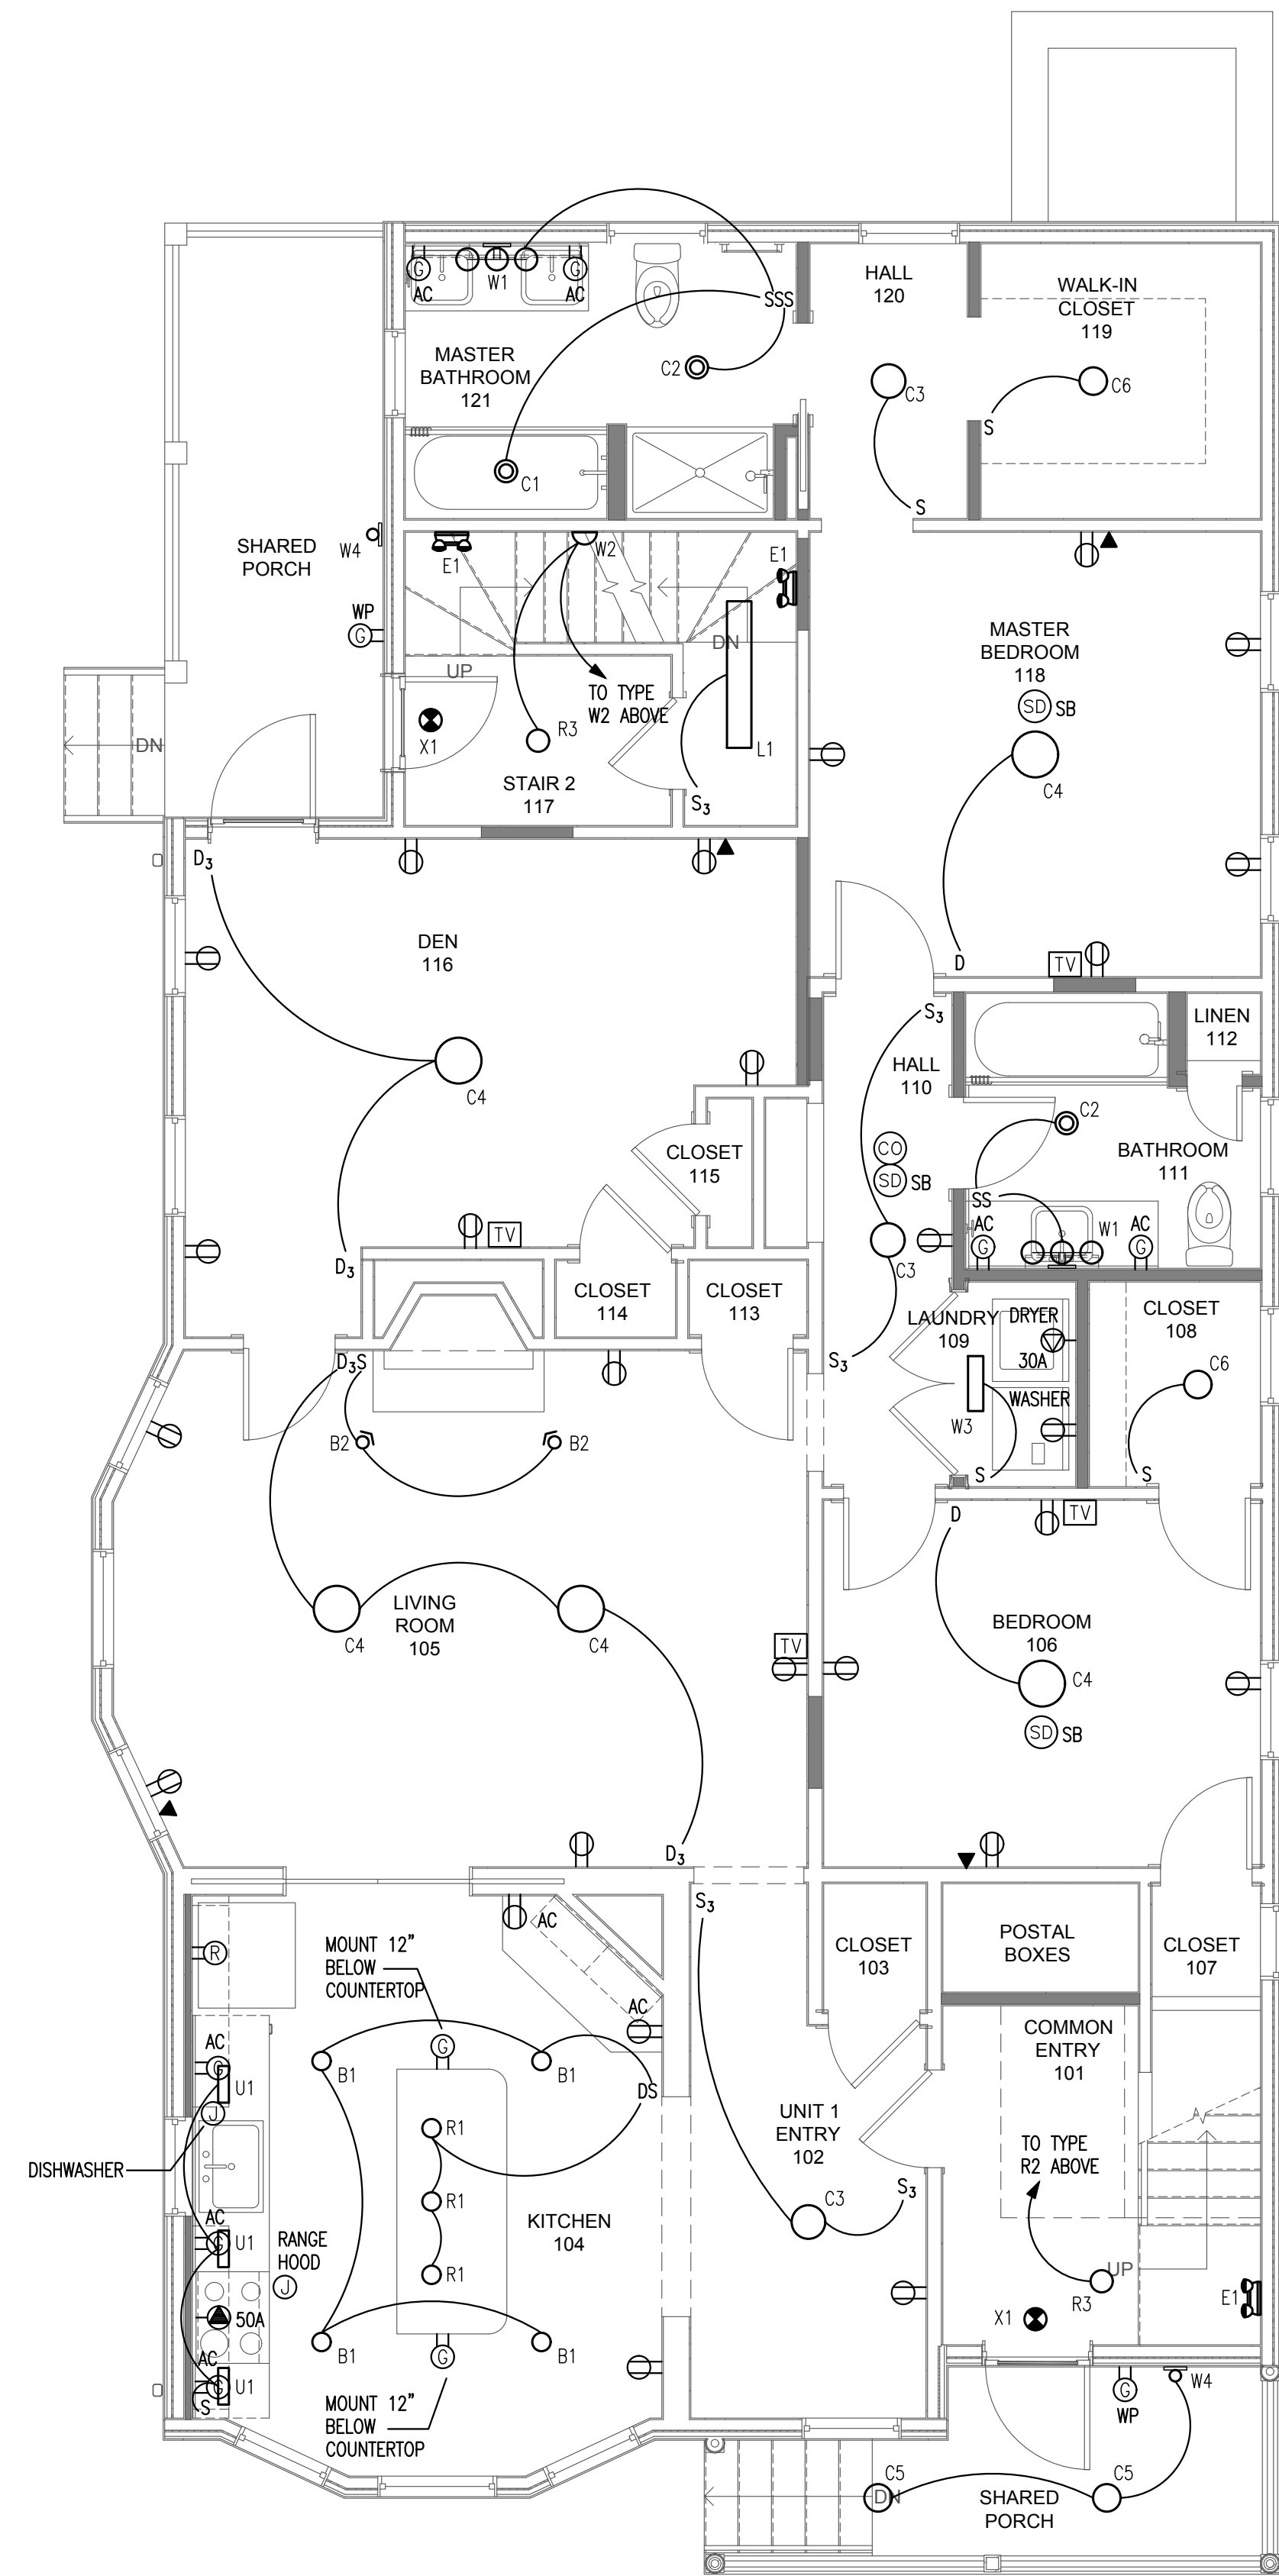 HALL
120
WALK-IN
CLOSET
119
G
AC
W1
G
AC
SSS
MASTER
BATHROOM
121
C2
C3
C6
S
C1
S
SHARED
PORCH
W4
E1
W2
E1
WP
G
MASTER
BEDROOM
118
SD SB
DN
UP
TO TYPE
W2 ABOVE
X1
R3
L1
C4
DN
STAIR 2
117
S3
D3
DEN
116
D
TV
S3
LINEN
112
HALL
110
C4
C2
CLOSET
115
CO
SD SB
BATHROOM
111
SS
AC
G
W1
AC
G
TV
D3
C3
CLOSET
114
CLOSET
113
LAUNDRY
109
DRYER
30A
CLOSET
108
D3S
S3
C6
WASHER
W3
B2
B2
S
S
D
TV
LIVING
ROOM
105
C4
C4
BEDROOM
106
TV
C4
SD SB
D3
S3
AC
R
MOUNT 12"
BELOW
COUNTERTOP
CLOSET
103
POSTAL
BOXES
CLOSET
107
AC
COMMON
ENTRY
101
AC
G
U1
G
B1
B1
DS
J
R1
UNIT 1
ENTRY
102
TO TYPE
R2 ABOVE
DISHWASHER
R1
S3
AC
G
U1
RANGE
HOOD
J
KITCHEN
104
C3
R1
UP
R3
E1
50A
X1
B1
B1
AC
G
U1
S
G
MOUNT 12"
BELOW
COUNTERTOP
G
WP
W4
C5
DN
C5
SHARED
PORCH